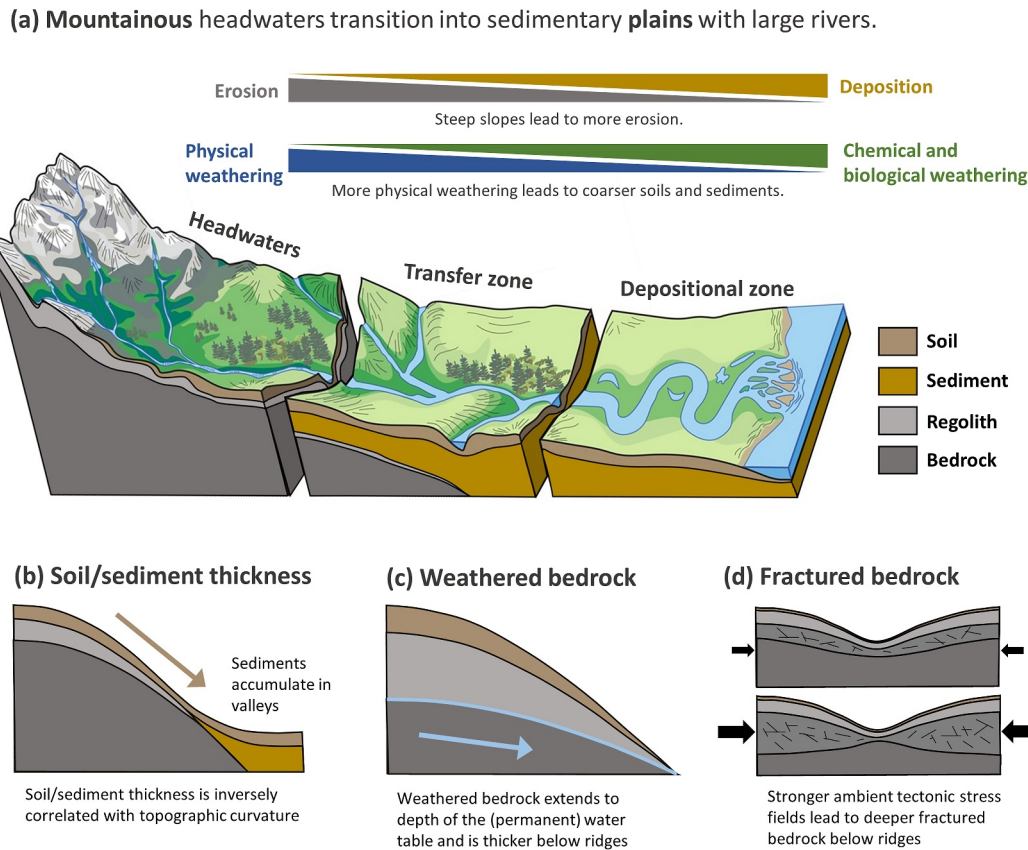 (a) Mountainous headwaters transition into sedimentary plains with large rivers.
Erosion
Deposition
Steep slopes lead to more erosion.
Physical
weathering
Chemical and
biological weathering
More physical weathering leads to coarser soils and sediments.
Headwaters
Transfer zone
Depositional zone
Soil
Sediment
Regolith
Bedrock
(b) Soil/sediment thickness
Sediments
accumulate in
valleys
Soil/sediment thickness is inversely
correlated with topographic curvature
(c) Weathered bedrock
Weathered bedrock extends to
depth of the (permanent) water
table and is thicker below ridges
(d) Fractured bedrock
Stronger ambient tectonic stress
fields lead to deeper fractured
bedrock below ridges